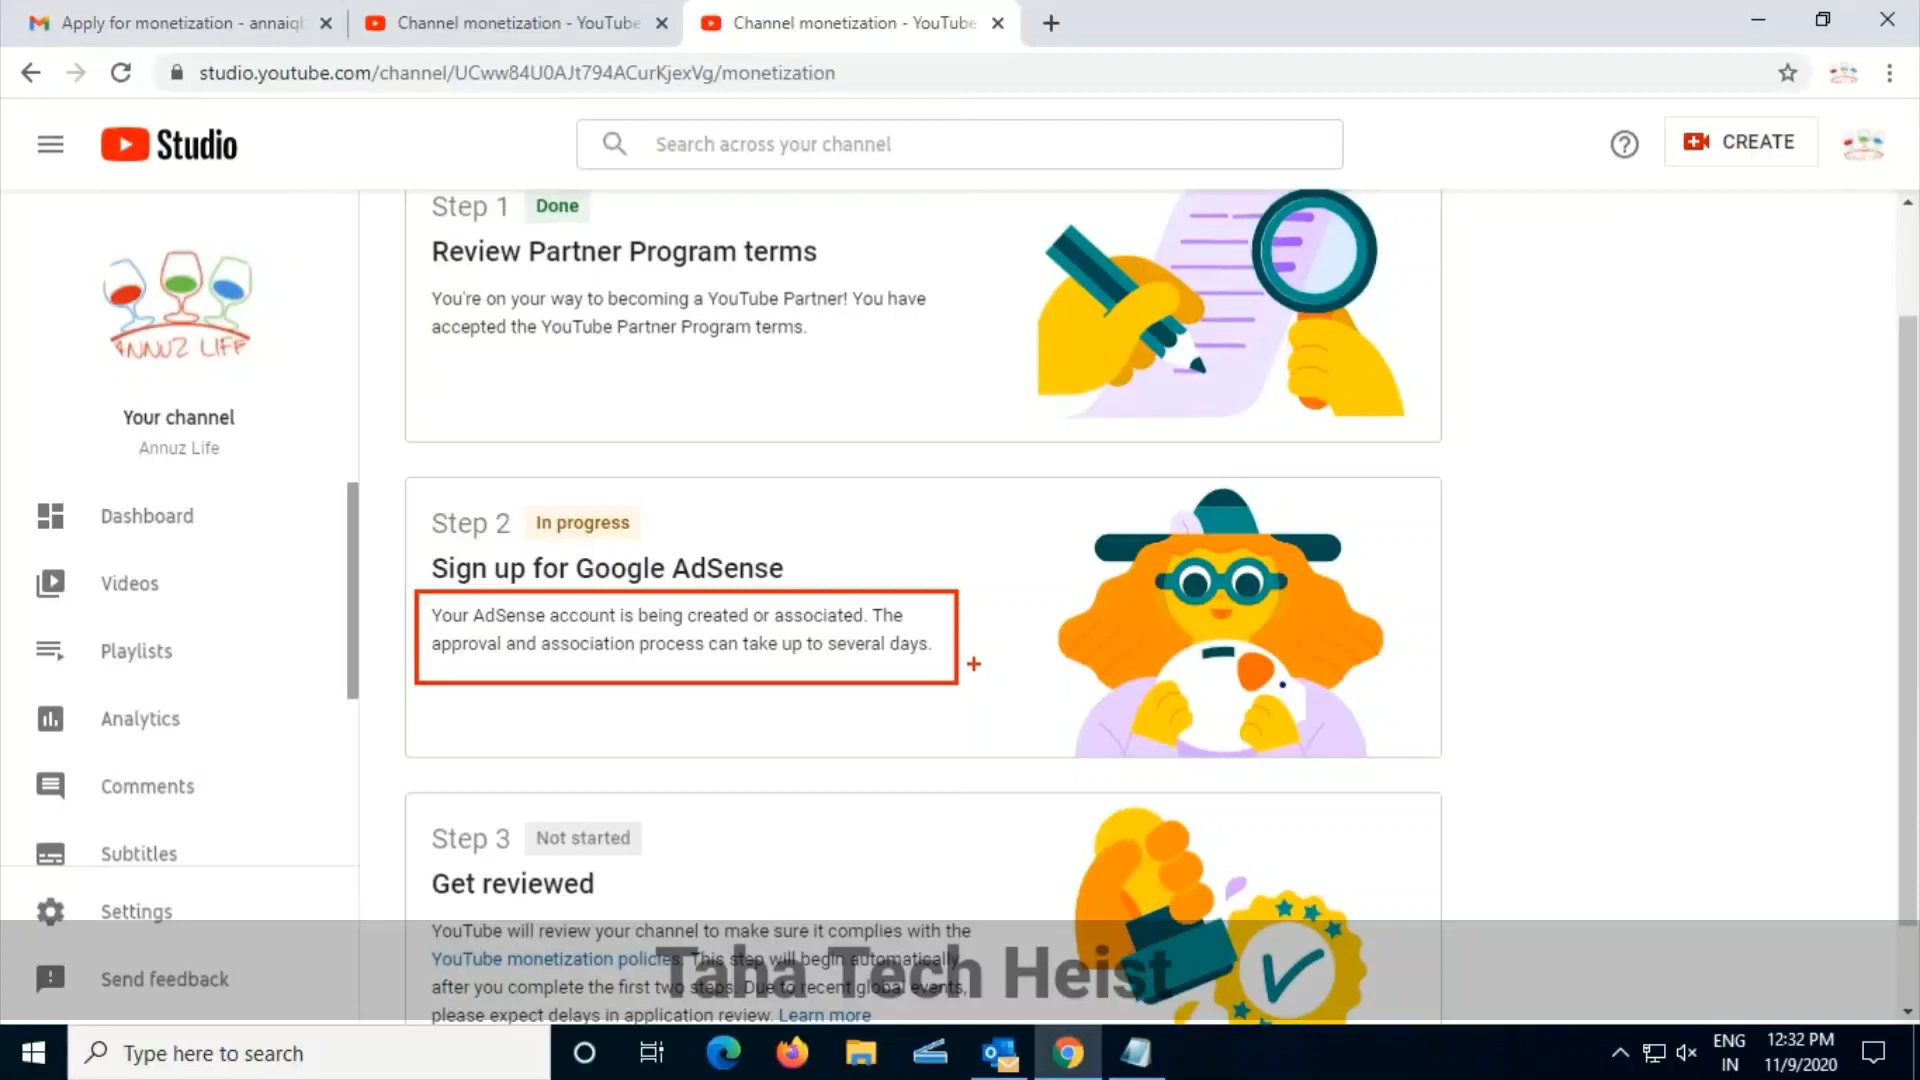 Apply for monetization - annaiq
Channel monetization - YouTube
Channel monetization - YouTube
studio.youtube.com/channel/UCww84U0AJt794ACurKjexVg/monetization
Studio
Search across your channel
CREATE
ANNUZ LIFE
Your channel
Annuz Life
Dashboard
Videos
Playlists
Analytics
Comments
Subtitles
Settings
Send feedback
Step 1 Done
Review Partner Program terms
You're on your way to becoming a YouTube Partner! You have
accepted the YouTube Partner Program terms.
Step 2 In progress
Sign up for Google AdSense
Your AdSense account is being created or associated. The
approval and association process can take up to several days.
Step 3 Not started
Get reviewed
YouTube will review your channel to make sure it complies with the
YouTube monetization policies. This step will begin automatically
after you complete the first two steps. Due to recent global events,
please expect delays in application review. Learn more
Taha Tech Heist
Type here to search
ENG
IN
12:32 PM
11/9/2020